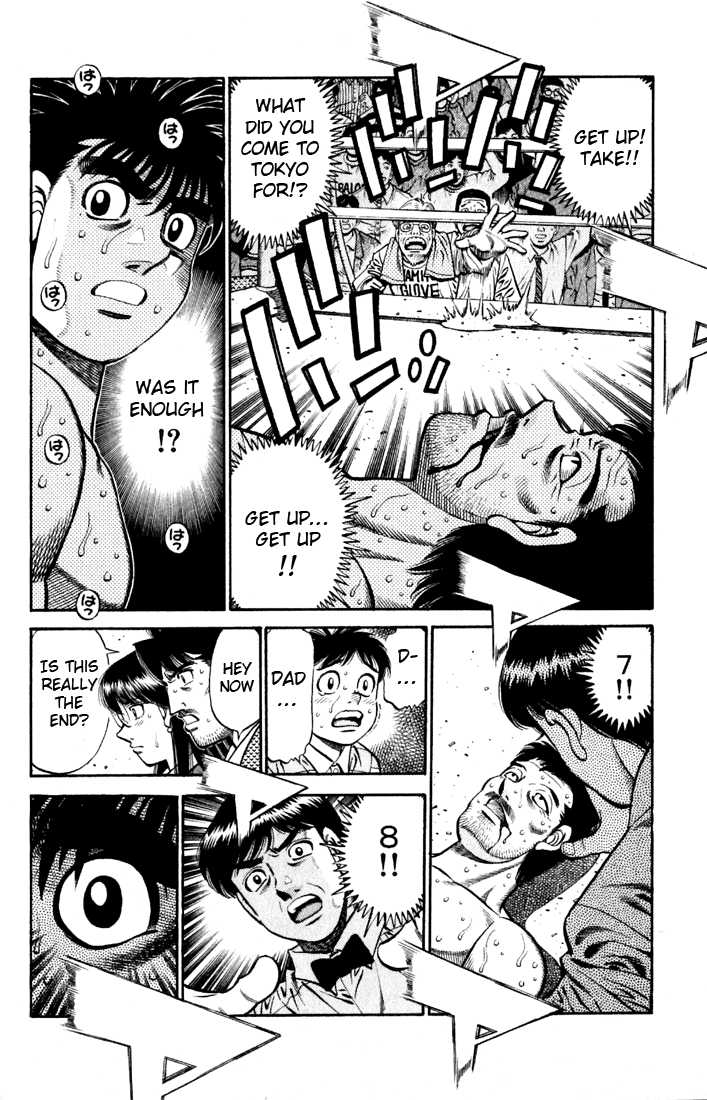 GET UP!
TAKE!!
WHAT
DID YOU
COME TO
TOKYO
FOR!?
GLOVE
GET UP...
GET UP
!!
はっ
はっ
はっ
はっ
はっ
はっ
WAS IT
ENOUGH
!?
7
!!
D-
...
DAD
...
HEY
NOW
IS THIS
REALLY
THE
END?
8
!!